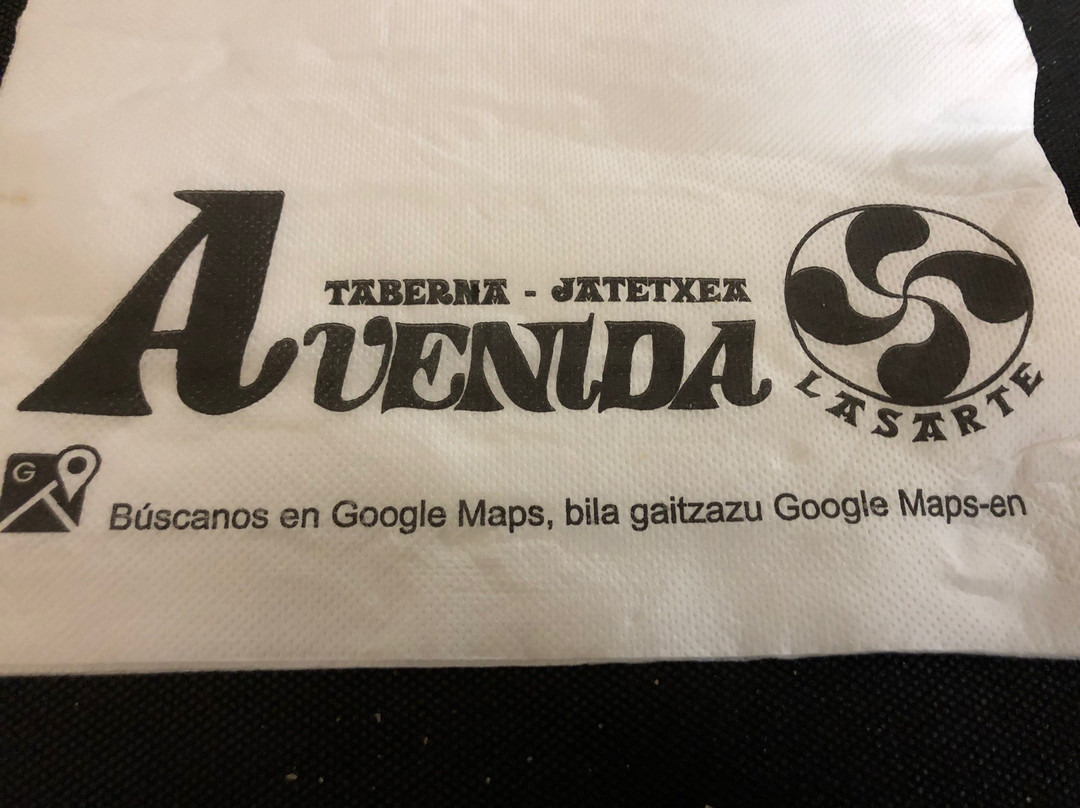 TABERNA - JATETXEA
AVENIDA
LASARTE
G
Búscanos en Google Maps, bila gaitzazu Google Maps-en